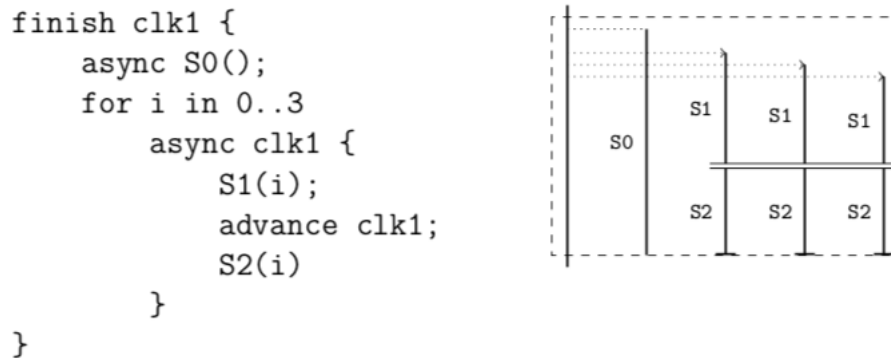 finish clk1 {
async S0();
for i in 0..3
async clk1 {
S1(i);
advance clk1;
S2(i)
}
}
S1 S1 S1
S0
S2 S2 S2